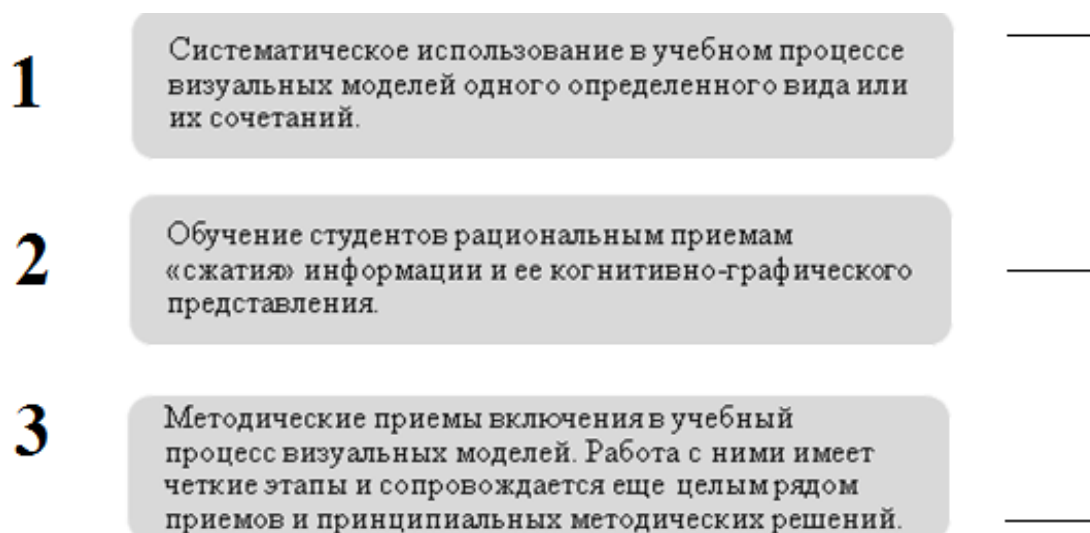 1
Систематическое использование в учебном процессе
визуальных моделей одного определенного вида или
их сочетаний.
2
Обучение студентов рациональным приемам
«сжатия» информации и ее когнитивно-графического
представления.
3
Методические приемы включения в учебный
процесс визуальных моделей. Работа с ними имеет
четкие этапы и сопровождается еще целым рядом
приемов и принципиальных методических решений.